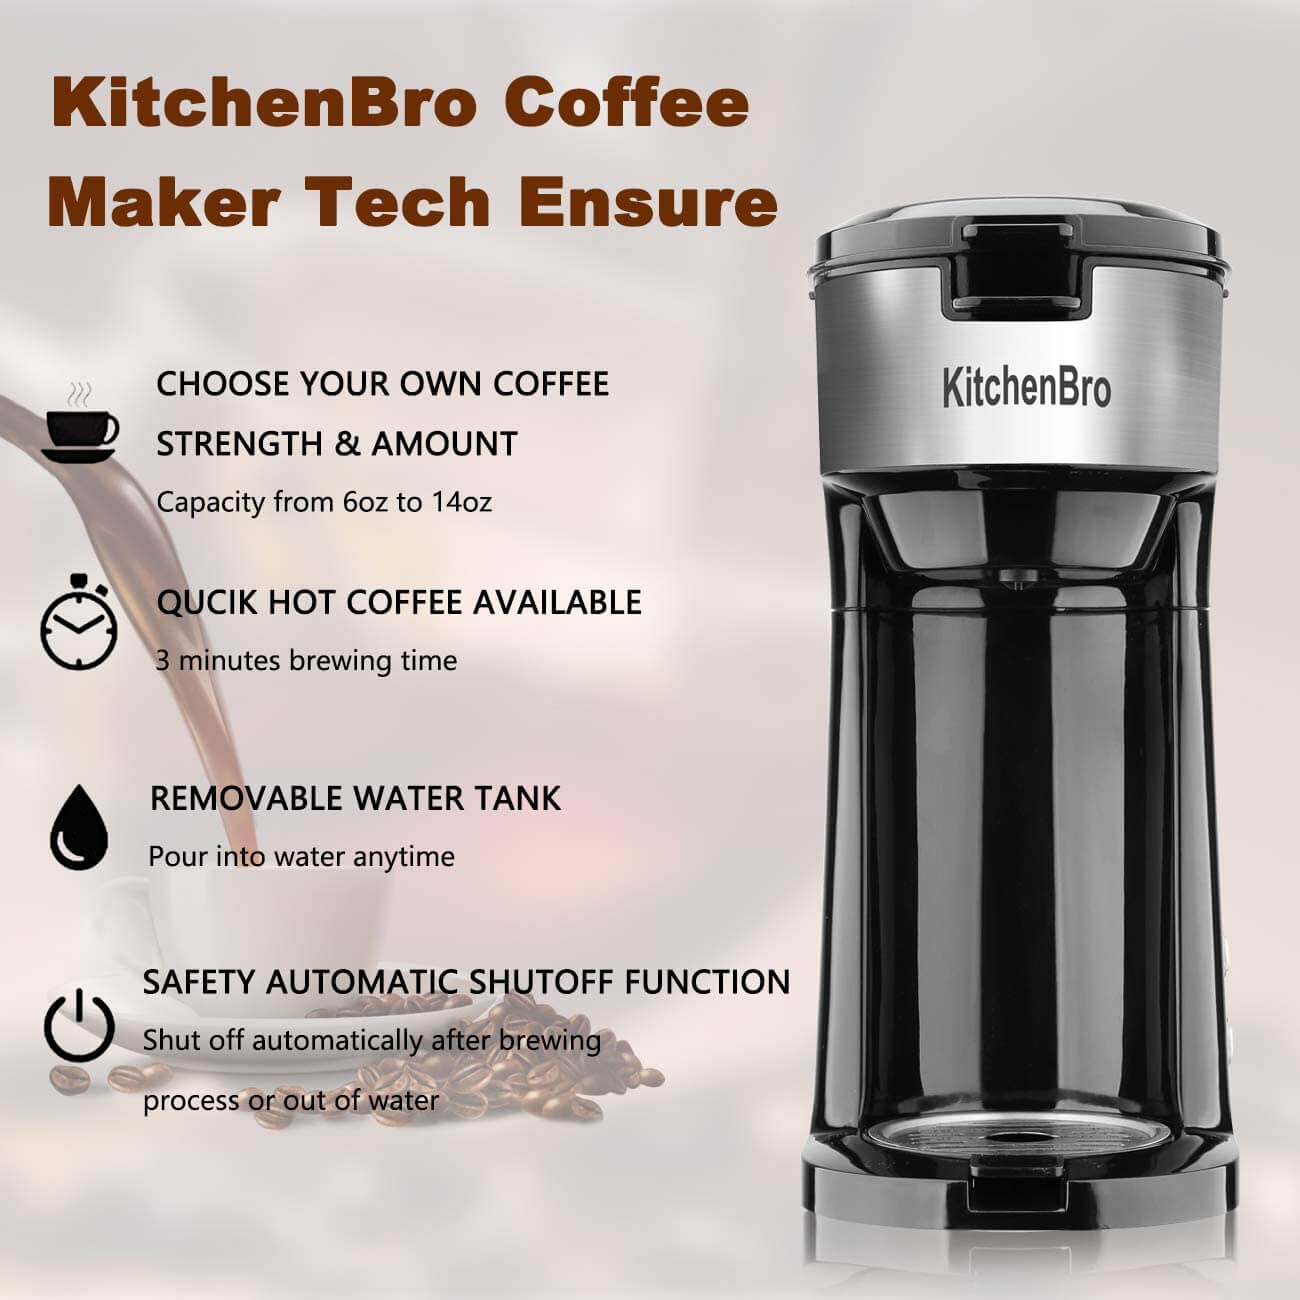 KitchenBro Coffee
Maker Tech Ensure
CHOOSE YOUR OWN COFFEE
STRENGTH & AMOUNT
Capacity from 6oz to 14oz
QUCIK HOT COFFEE AVAILABLE
3 minutes brewing time
REMOVABLE WATER TANK
Pour into water anytime
SAFETY AUTOMATIC SHUTOFF FUNCTION
Shut off automatically after brewing
process or out of water
KitchenBro